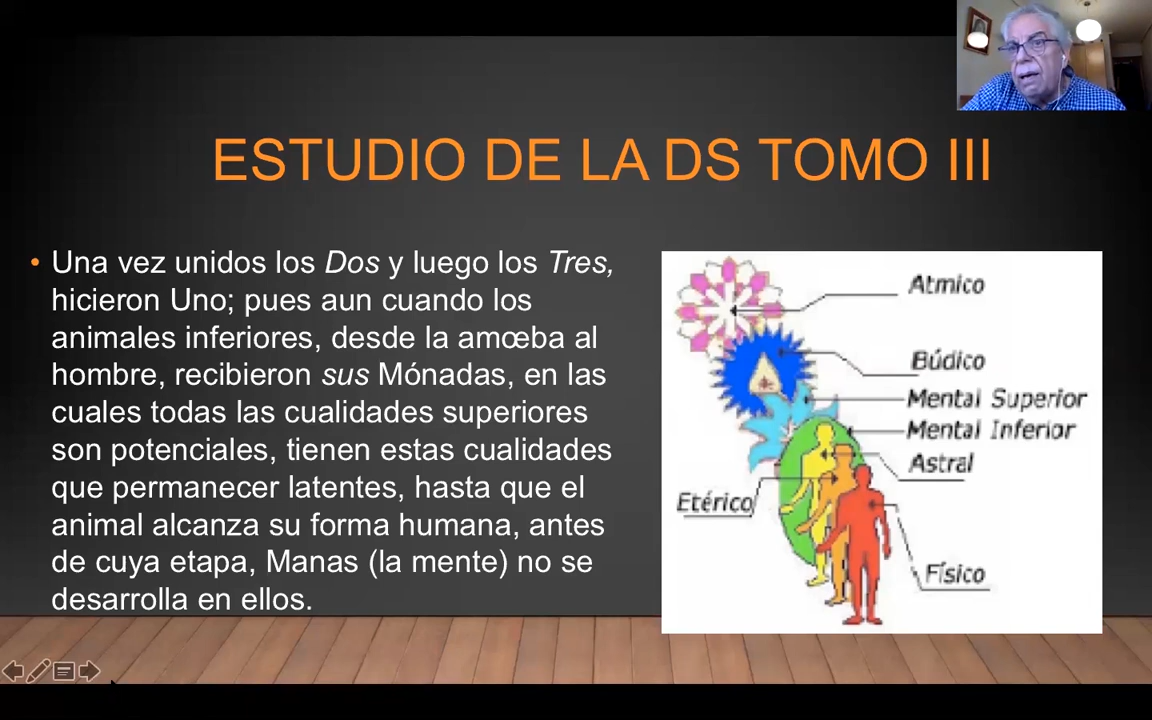 ESTUDIO DE LA DS TOMO III
• Una vez unidos los Dos y luego los Tres,
hicieron Uno; pues aun cuando los
animales inferiores, desde la amœba al
hombre, recibieron sus Mónadas, en las
cuales todas las cualidades superiores
son potenciales, tienen estas cualidades
que permanecer latentes, hasta que el
animal alcanza su forma humana, antes
de cuya etapa, Manas (la mente) no se
desarrolla en ellos.
Atmico
Búdico
Mental Superior
Mental Inferior
Astral
Etérico
Físico